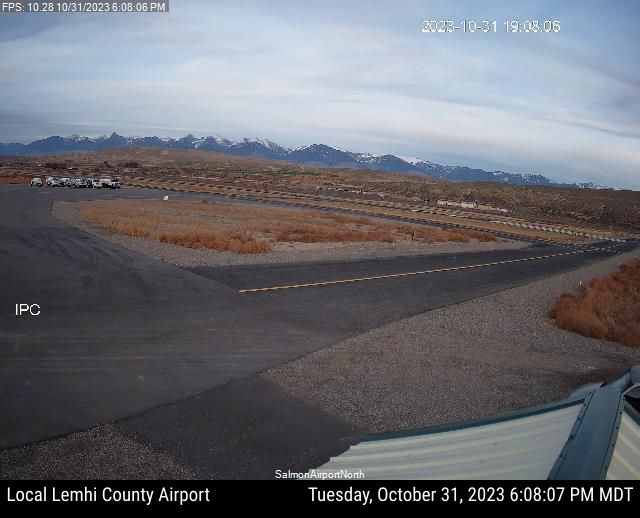 FPS: 10.28 10/31/2023 6:08:06 PM
2023-10-31 19:08:06
IPC
SalmonAirportNorth
Local Lemhi County Airport Tuesday, October 31, 2023 6:08:07 PM MDT